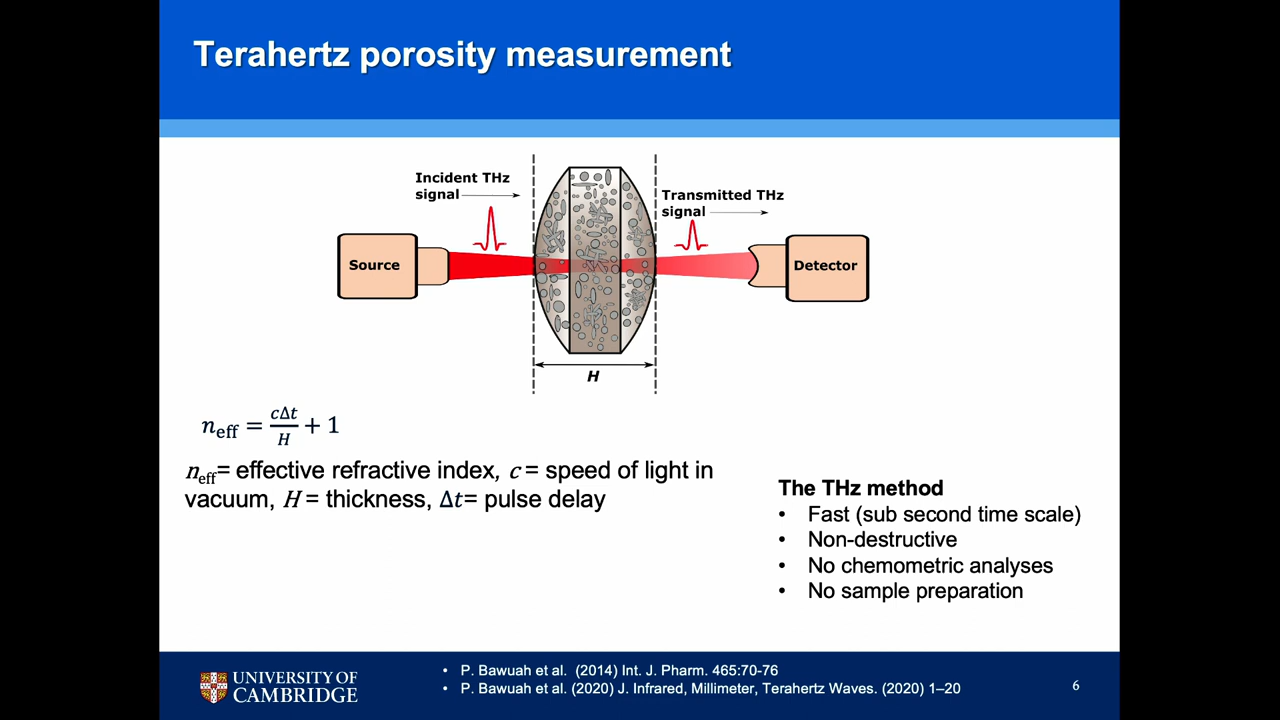 Terahertz porosity measurement
Incident THz
signal
Transmitted THz
signal
Source
Detector
H
n_eff = cΔt/H + 1
n_eff= effective refractive index, c = speed of light in
vacuum, H = thickness, Δt= pulse delay
The THz method
• Fast (sub second time scale)
• Non-destructive
• No chemometric analyses
• No sample preparation
UNIVERSITY OF
CAMBRIDGE
• P. Bawuah et al. (2014) Int. J. Pharm. 465:70-76
• P. Bawuah et al. (2020) J. Infrared, Millimeter, Terahertz Waves. (2020) 1–20
6